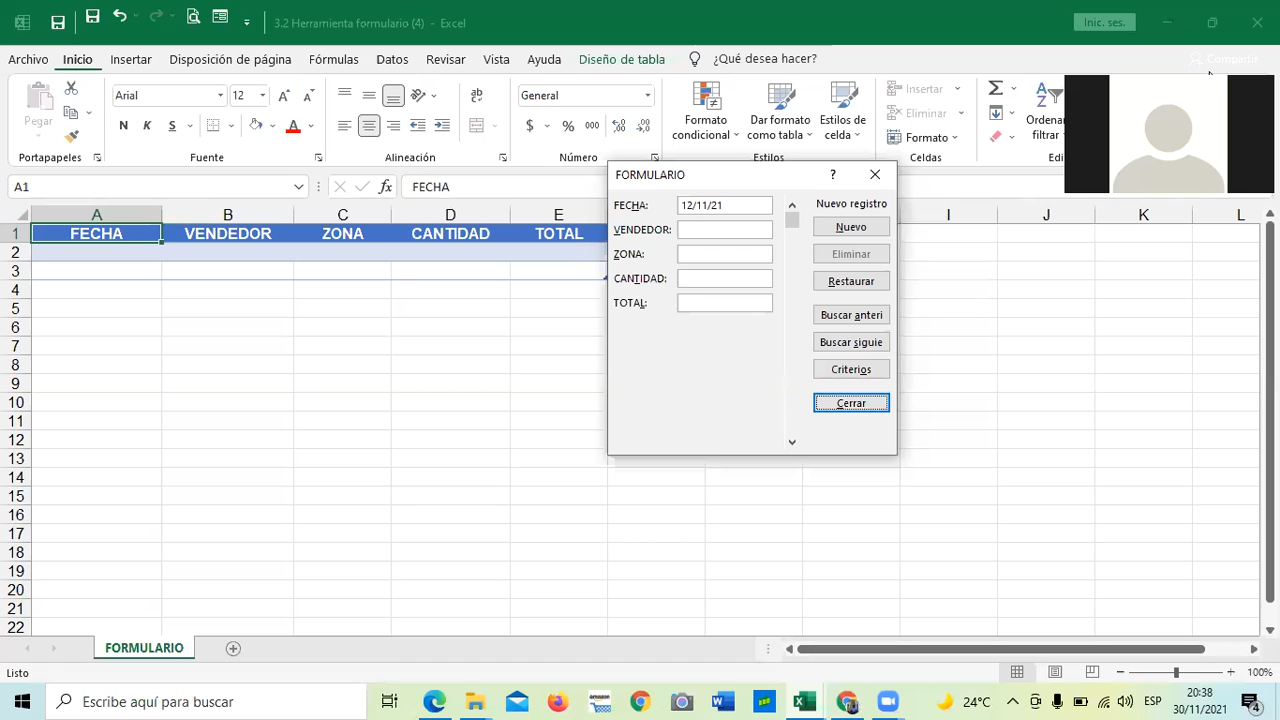 3.2 Herramienta formulario (4) - Excel
Inic. ses.
Archivo Inicio Insertar Disposición de página Fórmulas Datos Revisar Vista Ayuda Diseño de tabla ¿Qué desea hacer? Compartir
Pegar
Arial 12
General
Formato condicional
Dar formato como tabla
Estilos de celda
Insertar
Eliminar
Formato
N K S
$ % 000
Portapapeles Fuente Alineación Número Estilos Celdas
A1 fx FECHA
A B C D E I J K L
1 FECHA VENDEDOR ZONA CANTIDAD TOTAL
2
3
4
5
6
7
8
9
10
11
12
13
14
15
16
17
18
19
20
21
22
FORMULARIO ?
Nuevo registro
FECHA: 12/11/21
VENDEDOR:
ZONA:
CANTIDAD:
TOTAL:
Nuevo
Eliminar
Restaurar
Buscar anteri
Buscar siguie
Criterios
Cerrar
FORMULARIO
Listo 100%
Escribe aquí para buscar
24°C ESP 20:38
30/11/2021
4